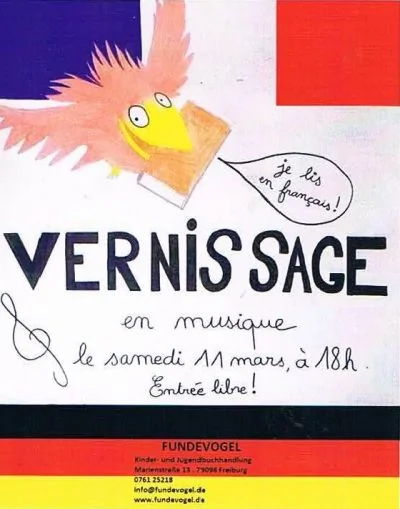 je lis
en français!
VERNISSAGE
en musique
le samedi 11 mars, à 18h.
Entrée libre!
FUNDEVOGEL
Kinder- und Jugendbuchhandlung
Marienstraße 13 . 79098 Freiburg
0761 25218
info@fundevogel.de
www.fundevogel.de